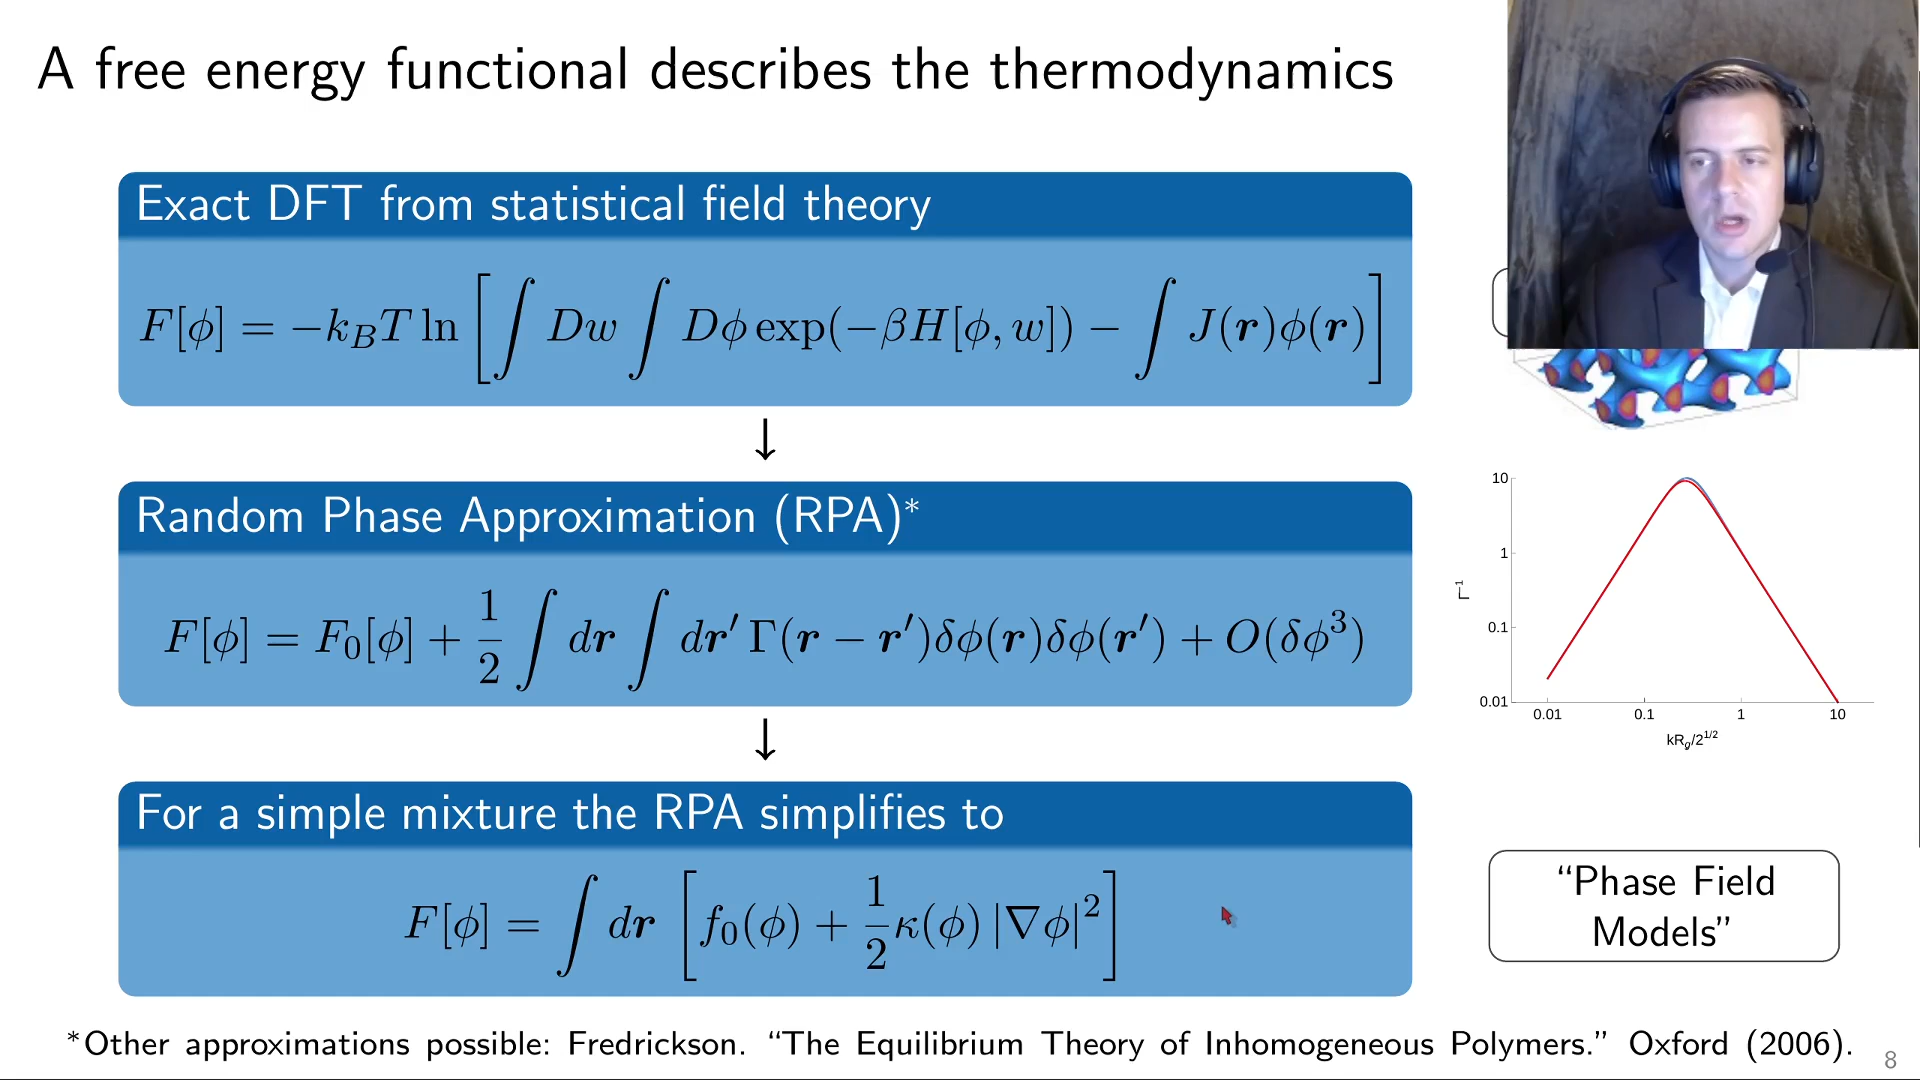 A free energy functional describes the thermodynamics
Exact DFT from statistical field theory
F[ϕ] = −k_B T ln [ ∫ Dw ∫ Dϕ exp(−βH[ϕ, w]) − ∫ J(r)ϕ(r) ]
↓
Random Phase Approximation (RPA)*
F[ϕ] = F₀[ϕ] + 1/2 ∫ dr ∫ dr′ Γ(r − r′)δϕ(r)δϕ(r′) + O(δϕ³)
↓
For a simple mixture the RPA simplifies to
F[ϕ] = ∫ dr [ f₀(ϕ) + 1/2 κ(ϕ) |∇ϕ|² ]
10
1
0.1
0.01
Γ⁻¹
0.01 0.1 1 10
kR_g/2^{1/2}
“Phase Field
Models”
*Other approximations possible: Fredrickson. “The Equilibrium Theory of Inhomogeneous Polymers.” Oxford (2006).
8